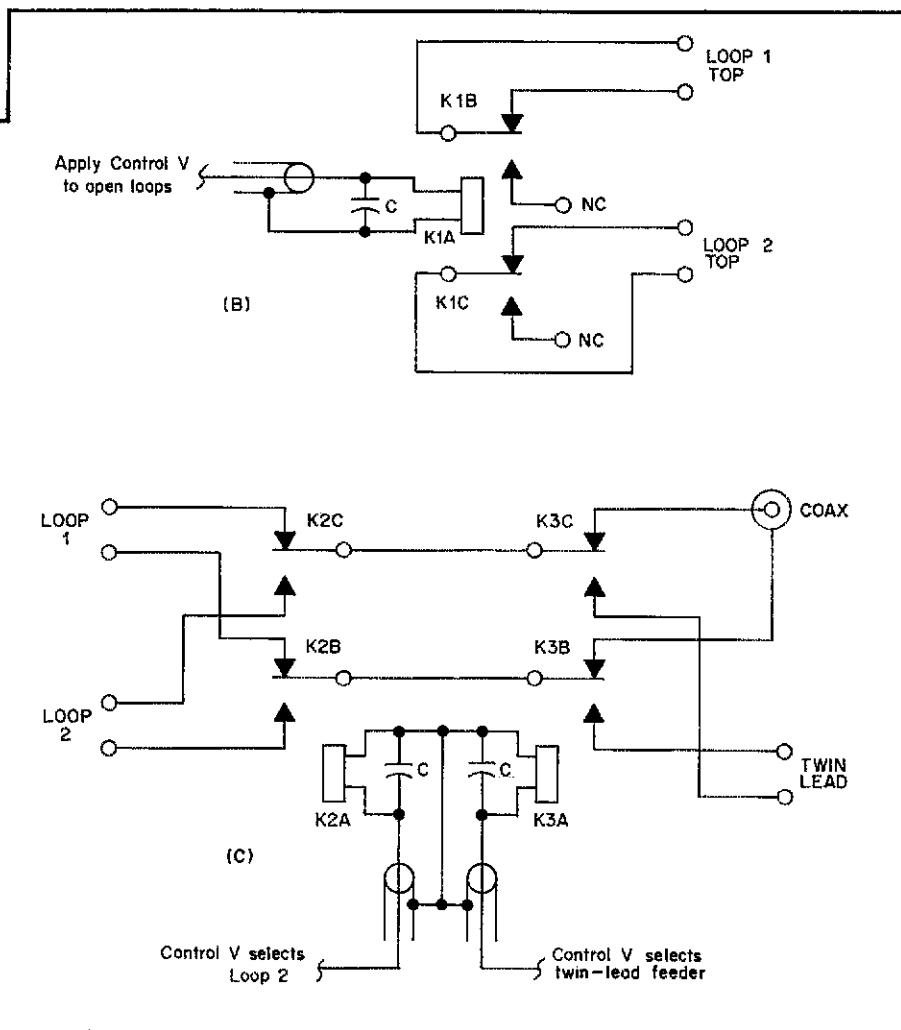 LOOP 1
TOP
K1B
Apply Control V
to open loops
C
NC
K1A
LOOP 2
TOP
K1C
(B)
NC
LOOP
1
K2C
K3C
COAX
K2B
K3B
LOOP
2
C
C
TWIN
LEAD
K2A
K3A
(C)
Control V selects
Loop 2
Control V selects
twin-lead feeder